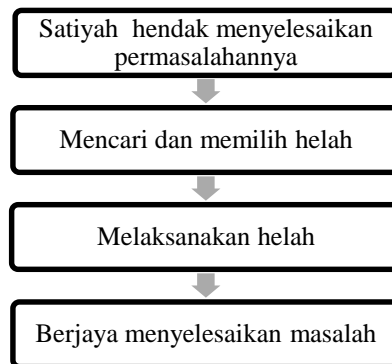 Satiyah hendak menyelesaikan
permasalahannya
Mencari dan memilih helah
Melaksanakan helah
Berjaya menyelesaikan masalah